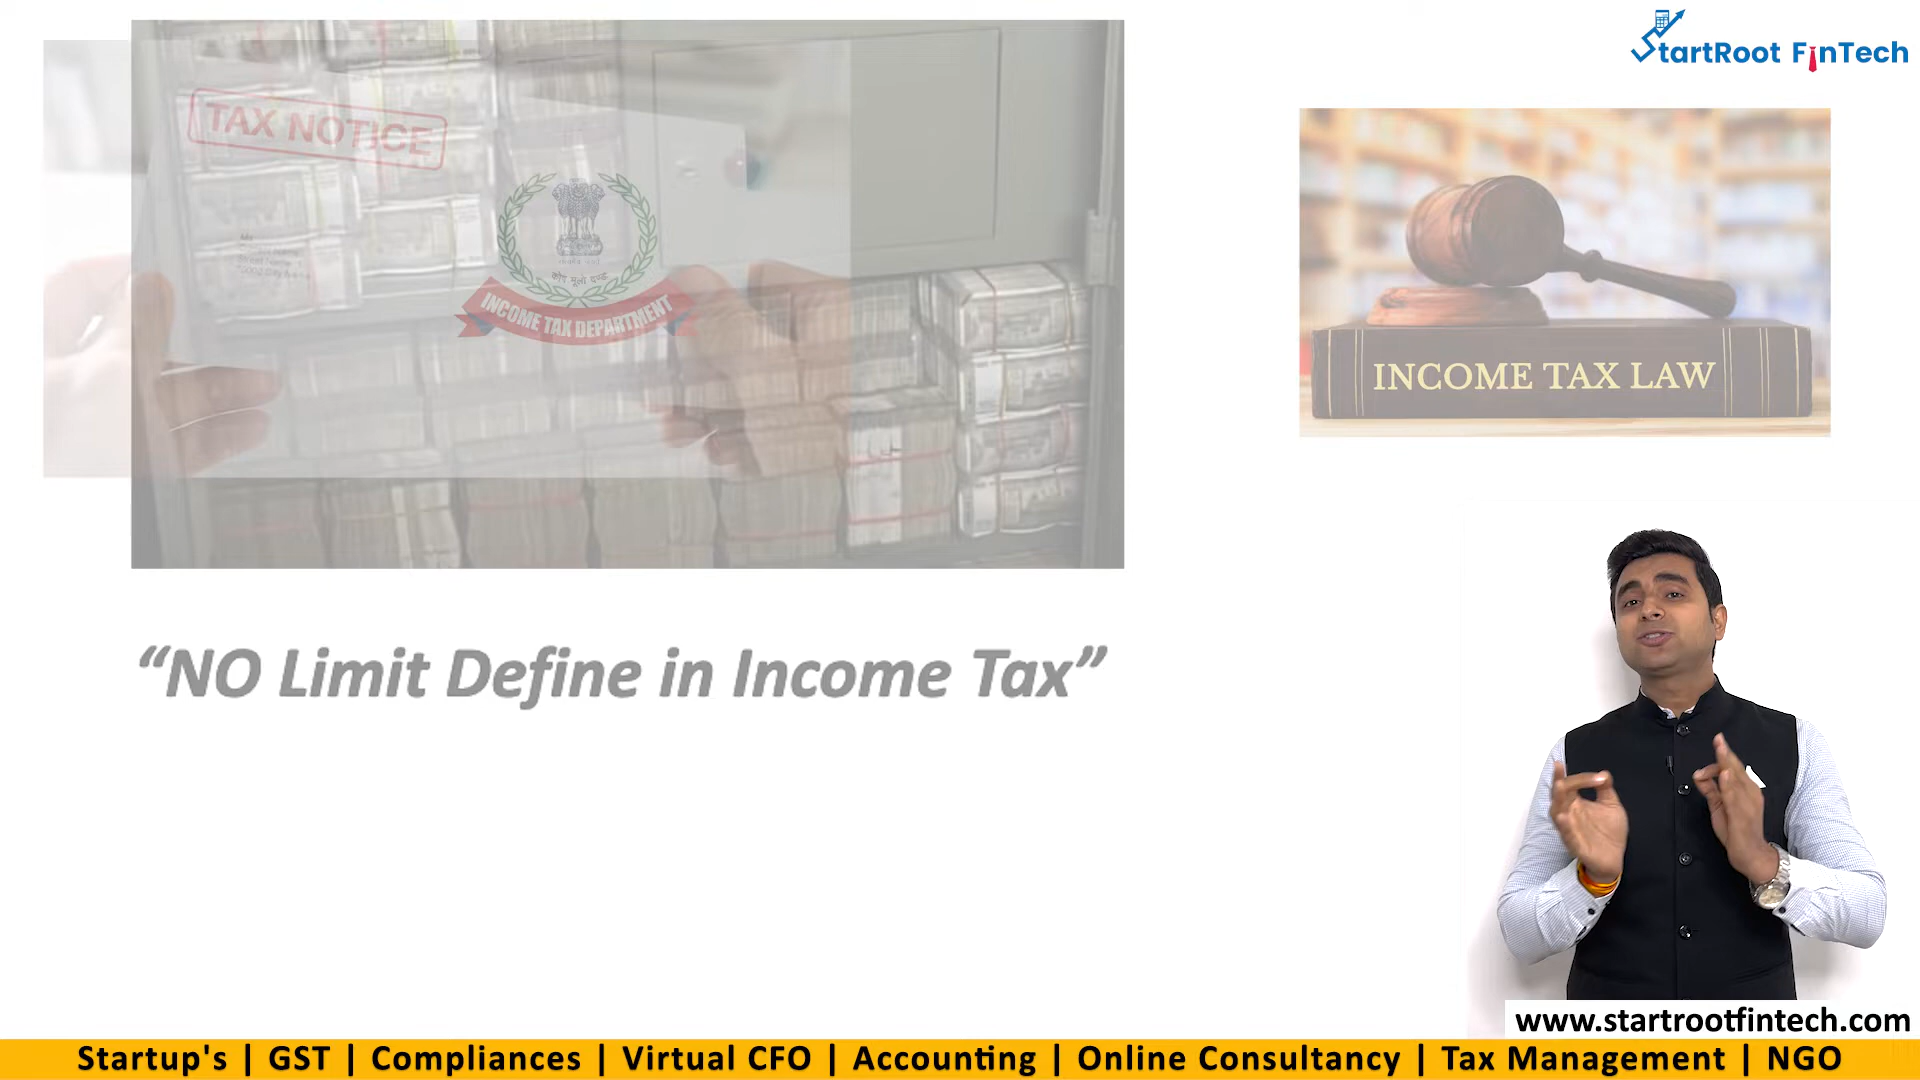 StartRoot FinTech
TAX NOTICE
कोष मूलो दण्डः
INCOME TAX DEPARTMENT
INCOME TAX LAW
“NO Limit Define in Income Tax”
www.startrootfintech.com
Startup's | GST | Compliances | Virtual CFO | Accounting | Online Consultancy | Tax Management | NGO